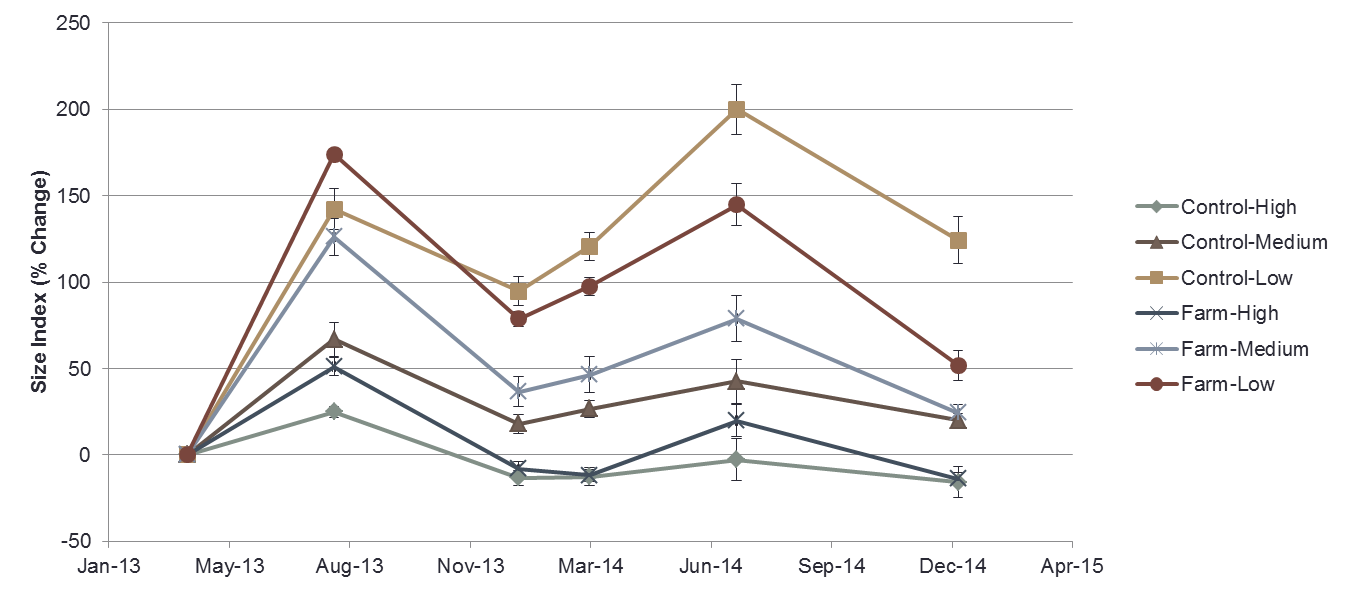 250
200
150
100
50
0
-50
Size Index (% Change)
Jan-13 May-13 Aug-13 Nov-13 Mar-14 Jun-14 Sep-14 Dec-14 Apr-15
Control-High
Control-Medium
Control-Low
Farm-High
Farm-Medium
Farm-Low